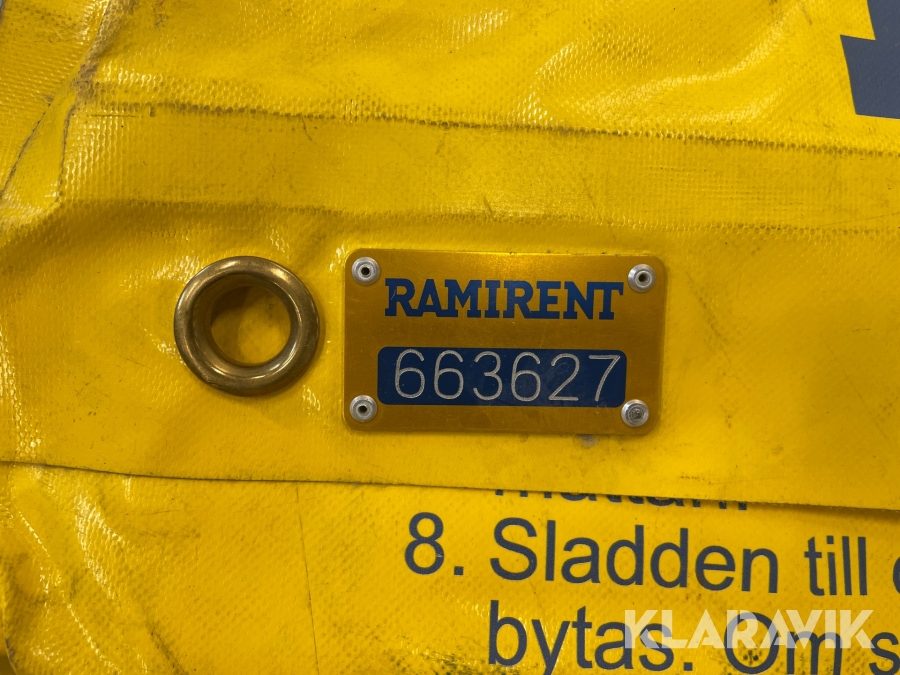 RAMIRENT
663627
8. Sladden till
bytas. Om s
KLARAVIK